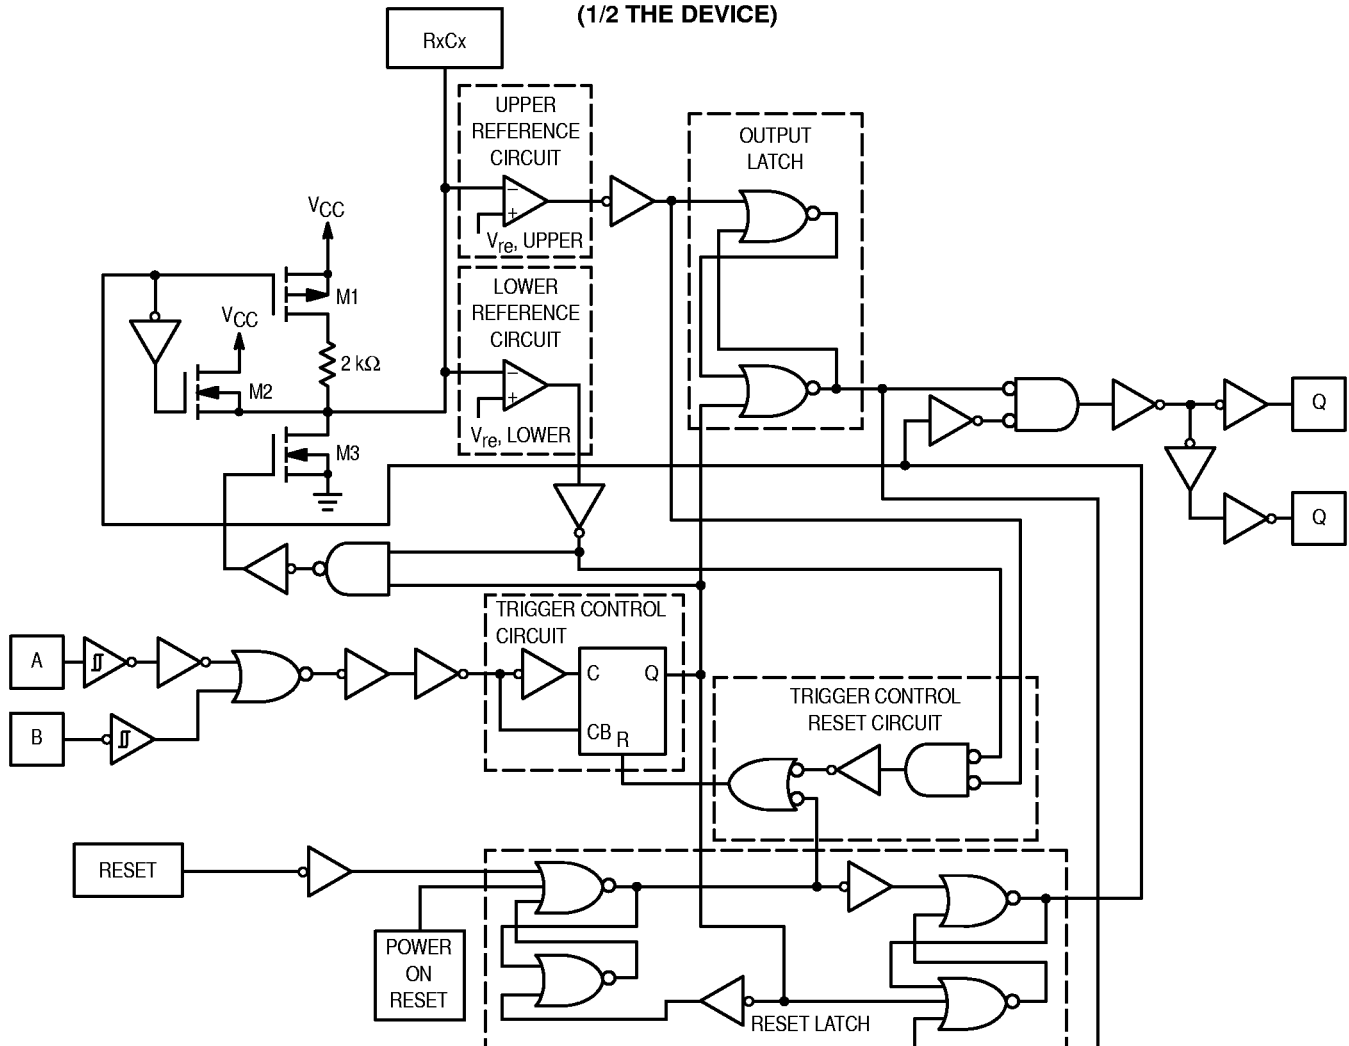 (1/2 THE DEVICE)
RxCx
UPPER
REFERENCE
CIRCUIT
−
+
Vre, UPPER
OUTPUT
LATCH
VCC
M1
LOWER
REFERENCE
CIRCUIT
VCC
2 kΩ
M2
−
+
Vre, LOWER
M3
Q
Q
TRIGGER CONTROL
CIRCUIT
A
C
Q
CB
R
B
TRIGGER CONTROL
RESET CIRCUIT
RESET
POWER
ON
RESET
RESET LATCH